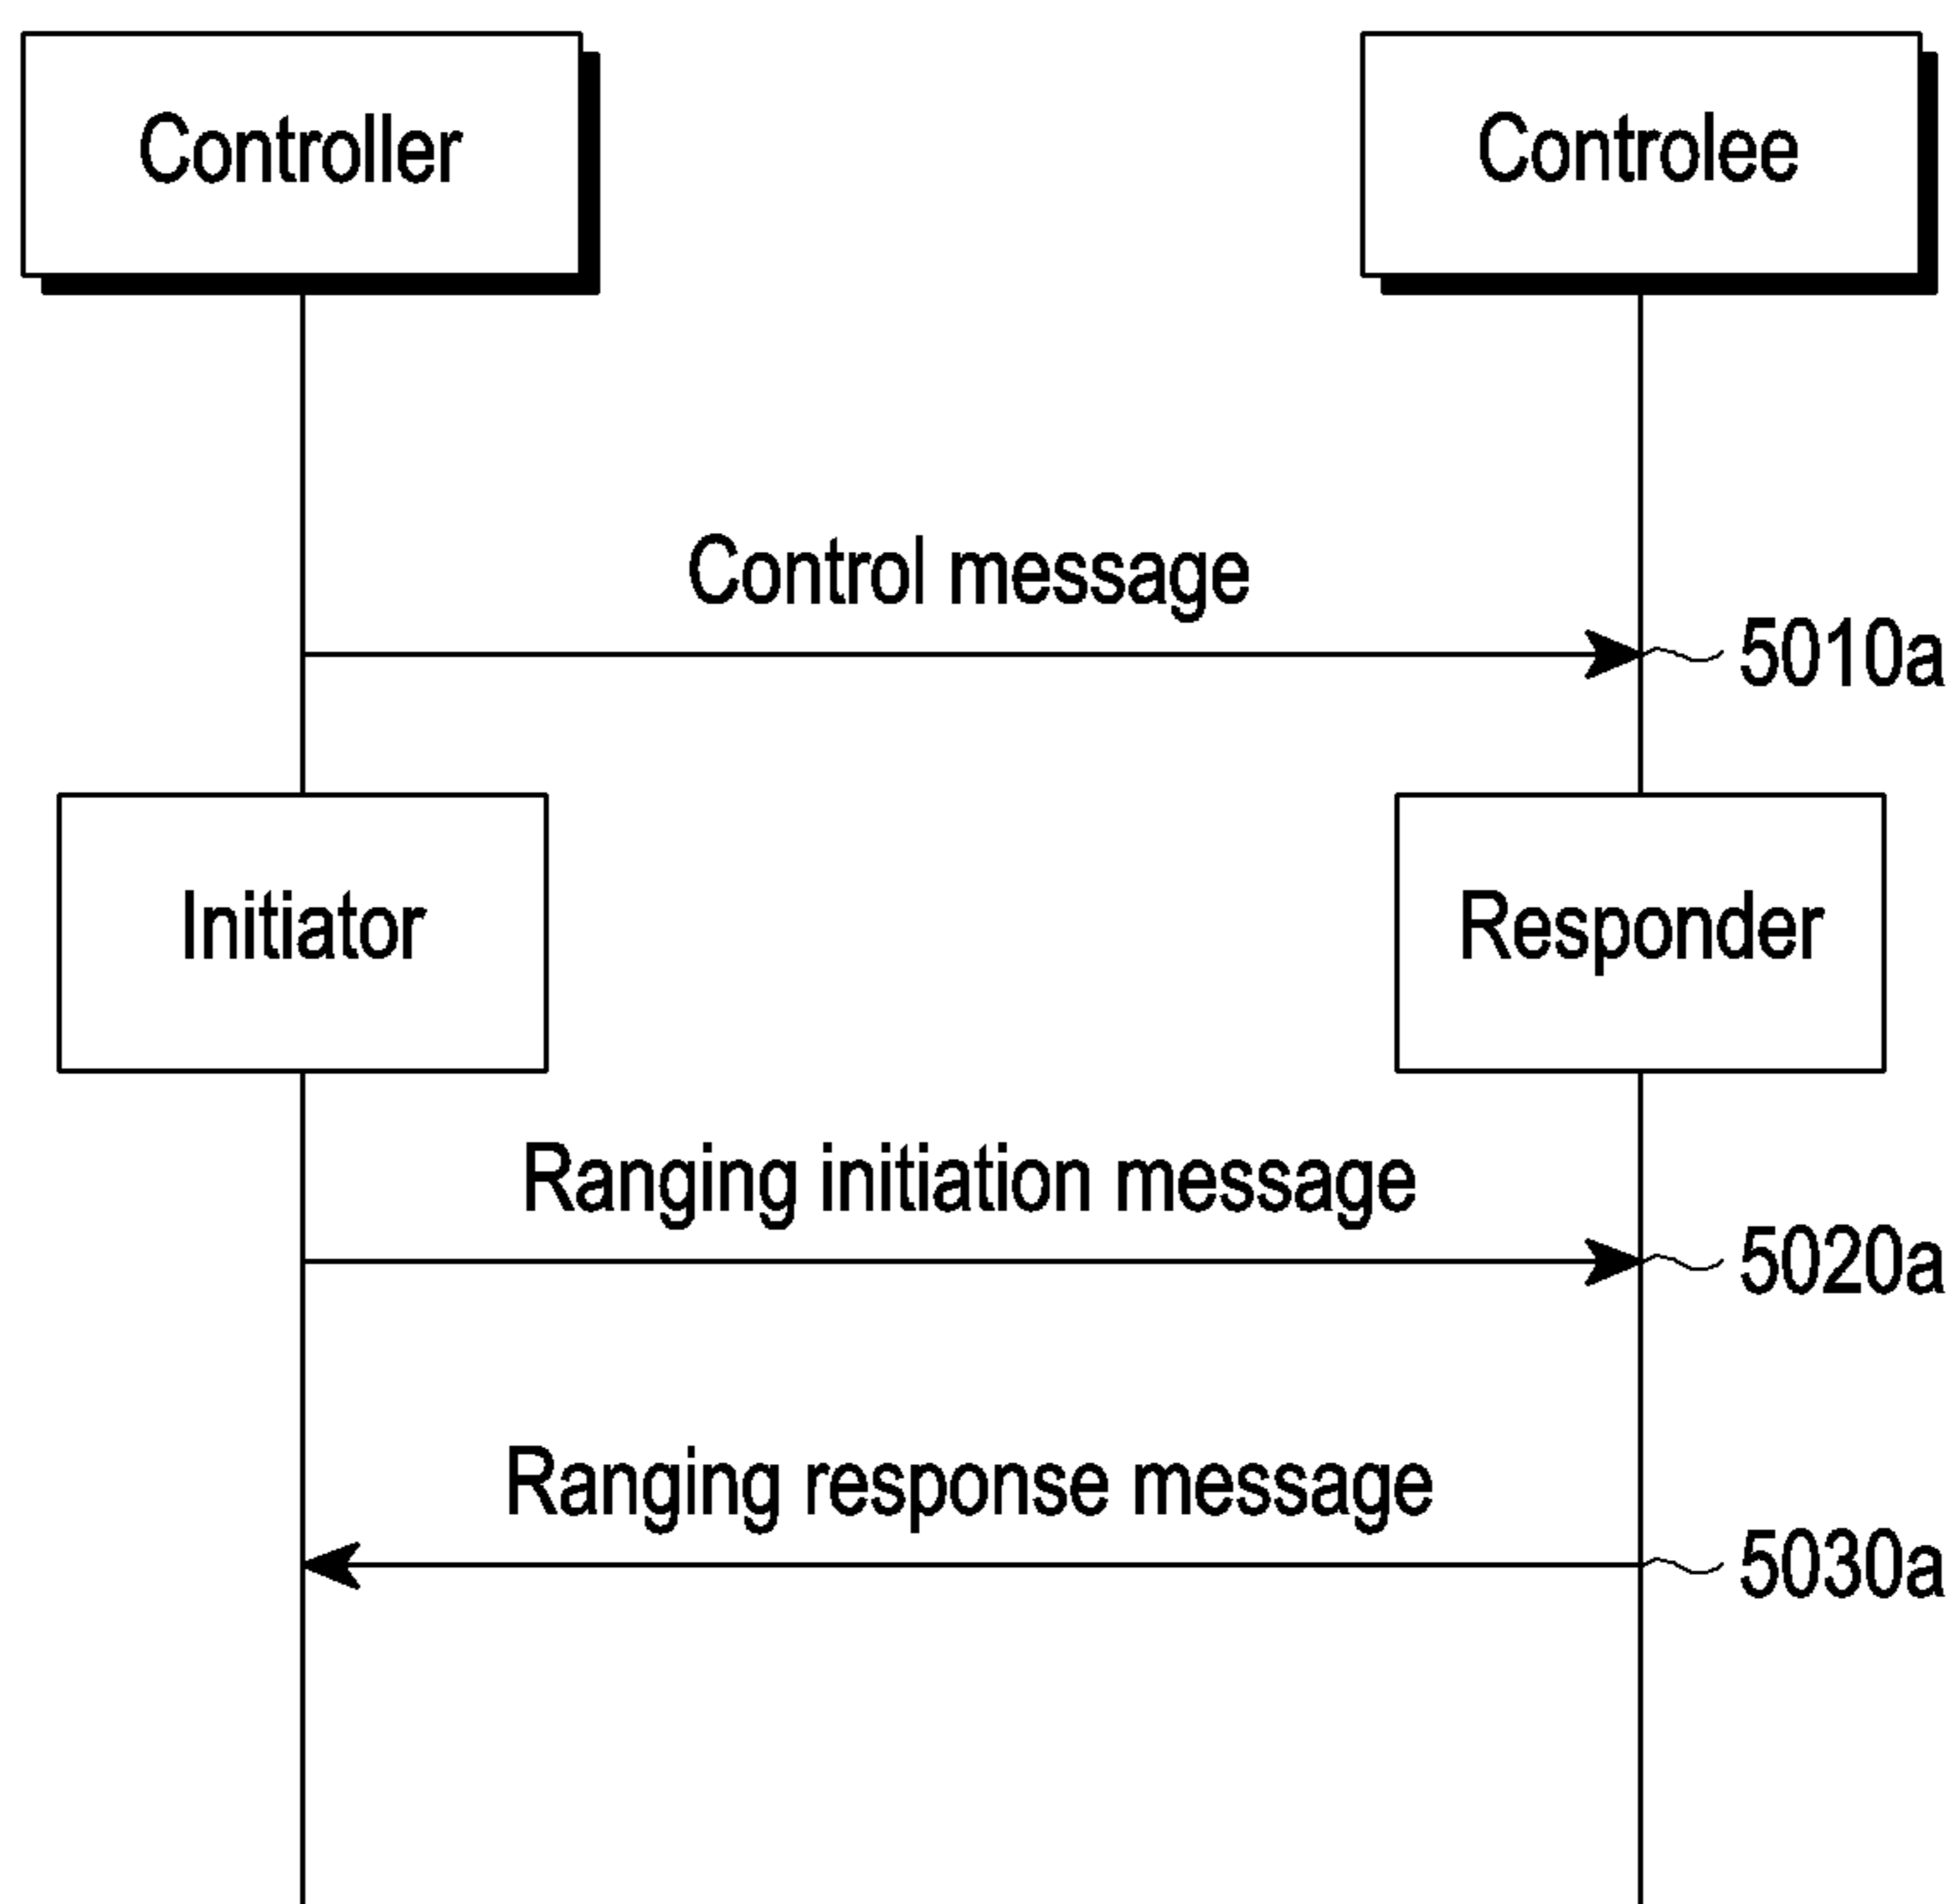 Controller
Controlee
Control message
5010a
Initiator
Responder
Ranging initiation message
5020a
Ranging response message
5030a